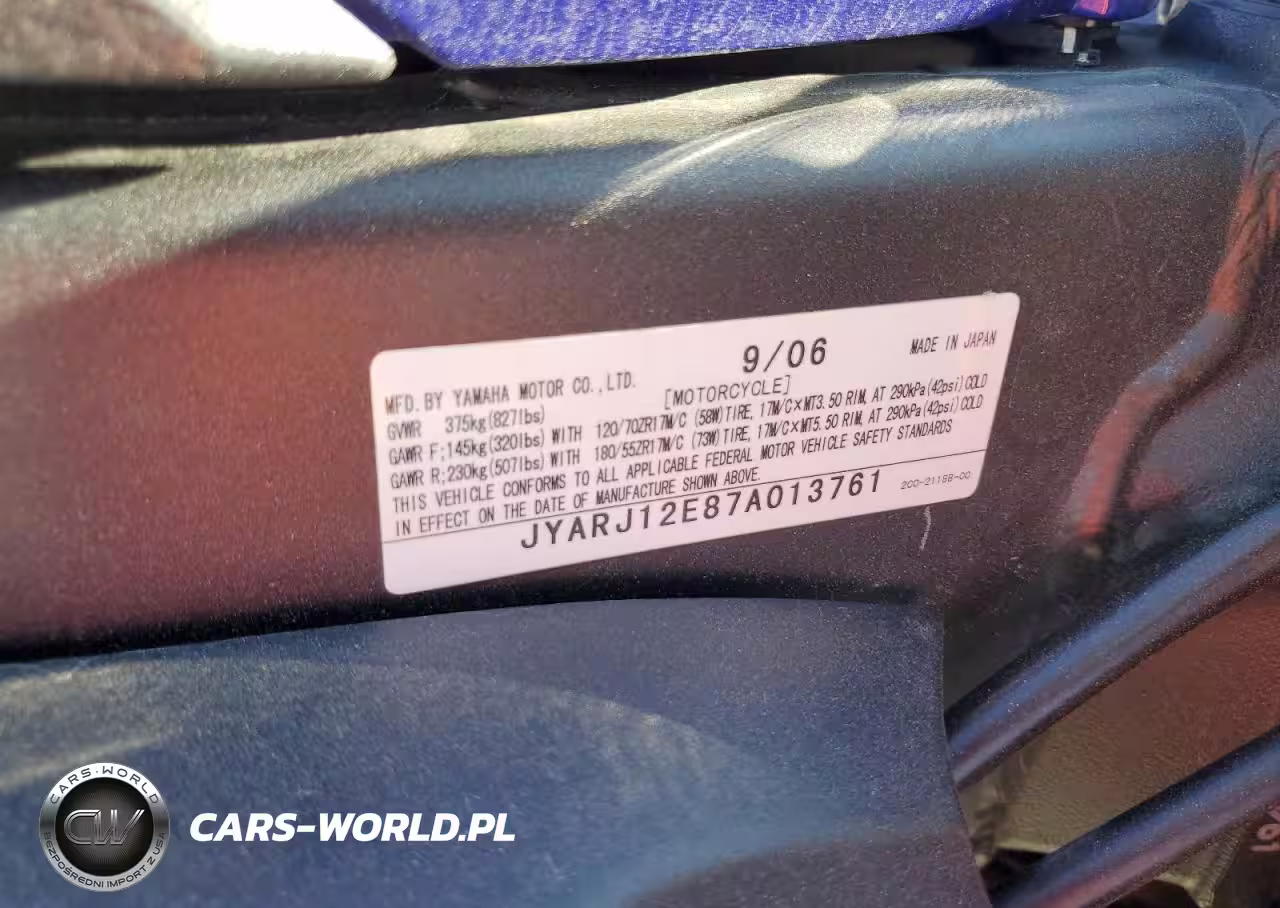 9/06
MADE IN JAPAN
MFD. BY YAMAHA MOTOR CO.,LTD.
[MOTORCYCLE]
GVWR 375kg(827lbs)
GAWR F;145kg(320lbs) WITH 120/70ZR17M/C (58W)TIRE, 17M/C×MT3.50 RIM, AT 290kPa(42psi)COLD
GAWR R;230kg(507lbs) WITH 180/55ZR17M/C (73W)TIRE, 17M/C×MT5.50 RIM, AT 290kPa(42psi)COLD
THIS VEHICLE CONFORMS TO ALL APPLICABLE FEDERAL MOTOR VEHICLE SAFETY STANDARDS
IN EFFECT ON THE DATE OF MANUFACTURE SHOWN ABOVE.
JYARJ12E87A013761
2C0-2118B-00
CARS-WORLD
CW
BEZPOŚREDNI IMPORT Z USA
CARS-WORLD.PL